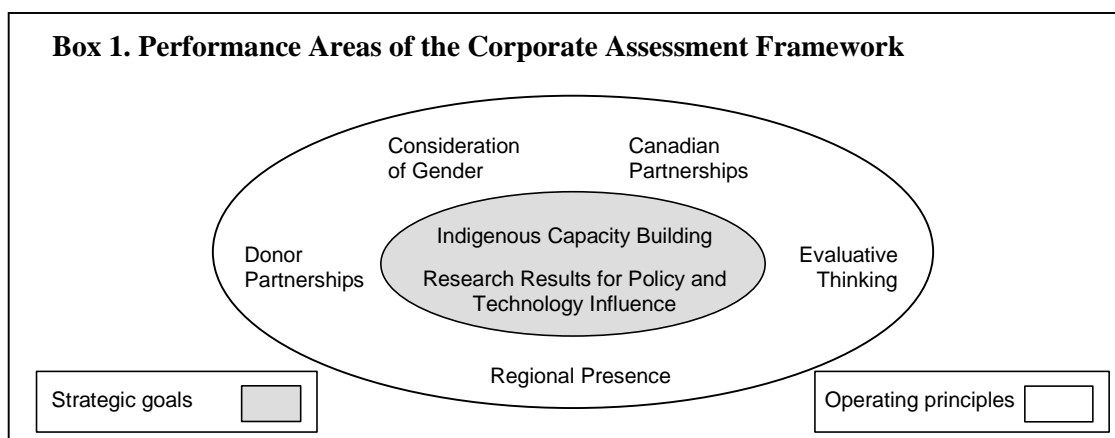 Box 1. Performance Areas of the Corporate Assessment Framework
Consideration
of Gender
Canadian
Partnerships
Donor
Partnerships
Indigenous Capacity Building
Research Results for Policy and
Technology Influence
Evaluative
Thinking
Regional Presence
Strategic goals
Operating principles